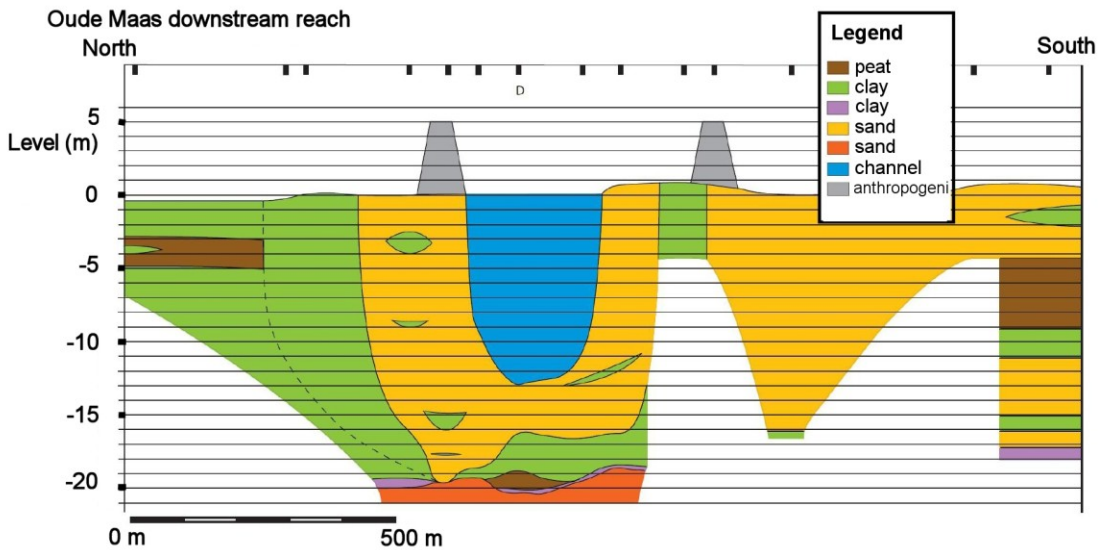 Oude Maas downstream reach
North
South
Legend
peat
clay
clay
sand
sand
channel
anthropogeni
D
Level (m)
5
0
-5
-10
-15
-20
0 m
500 m